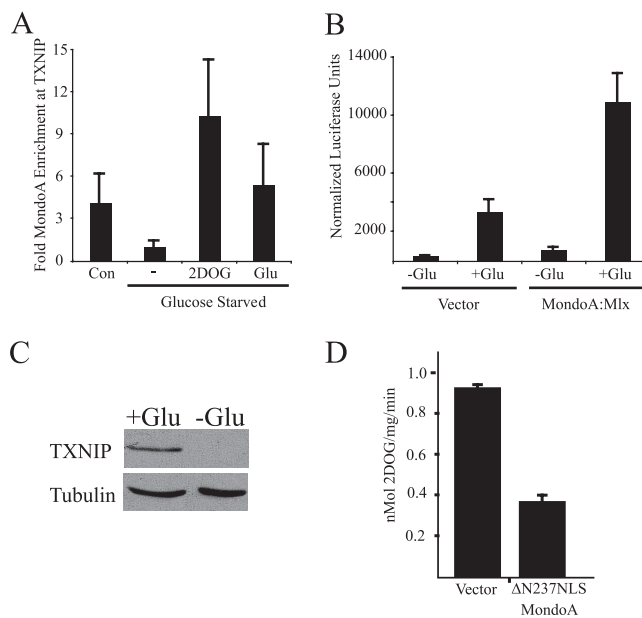 A
Fold MondoA Enrichment at TXNIP
15
12
9
6
3
0
Con
-
2DOG
Glu
Glucose Starved
B
Normalized Luciferase Units
14000
10000
6000
2000
-Glu
+Glu
-Glu
+Glu
Vector
MondoA:Mlx
C
+Glu -Glu
TXNIP
Tubulin
D
nMol 2DOG/mg/min
1.0
0.8
0.6
0.4
0.2
Vector
ΔN237NLS
MondoA